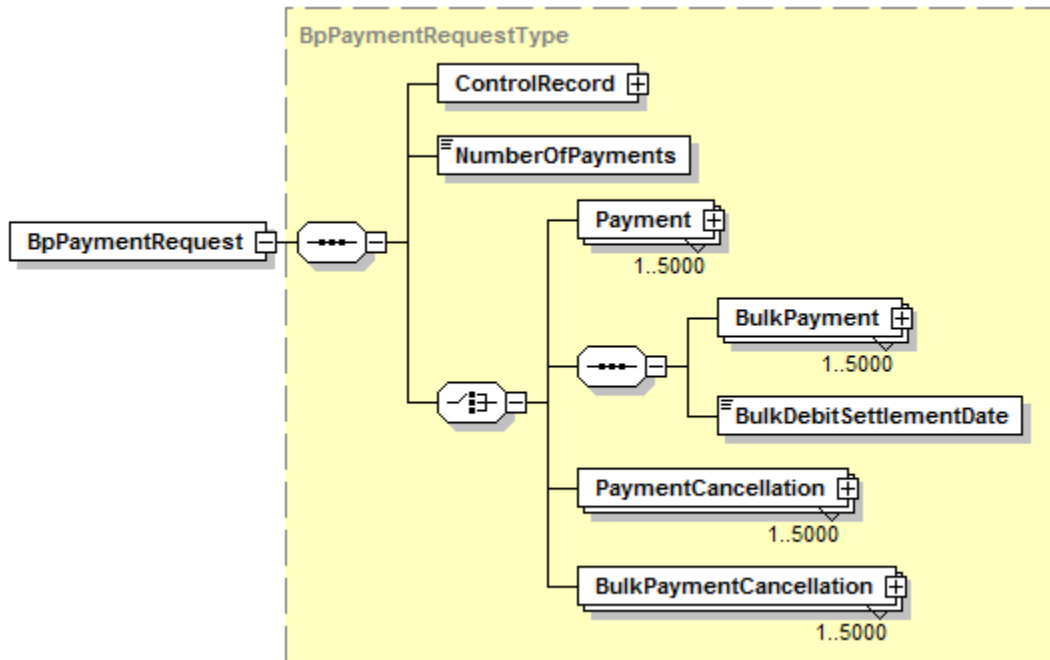 BpPaymentRequestType
ControlRecord
NumberOfPayments
Payment
1..5000
BpPaymentRequest
BulkPayment
1..5000
BulkDebitSettlementDate
PaymentCancellation
1..5000
BulkPaymentCancellation
1..5000